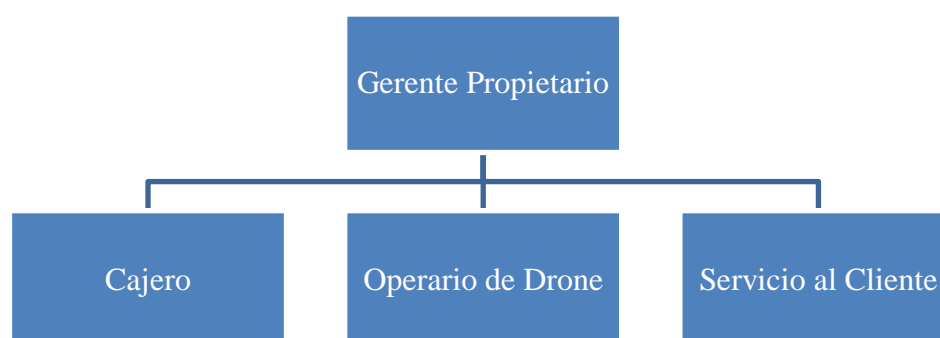 Gerente Propietario
Cajero
Operario de Drone
Servicio al Cliente